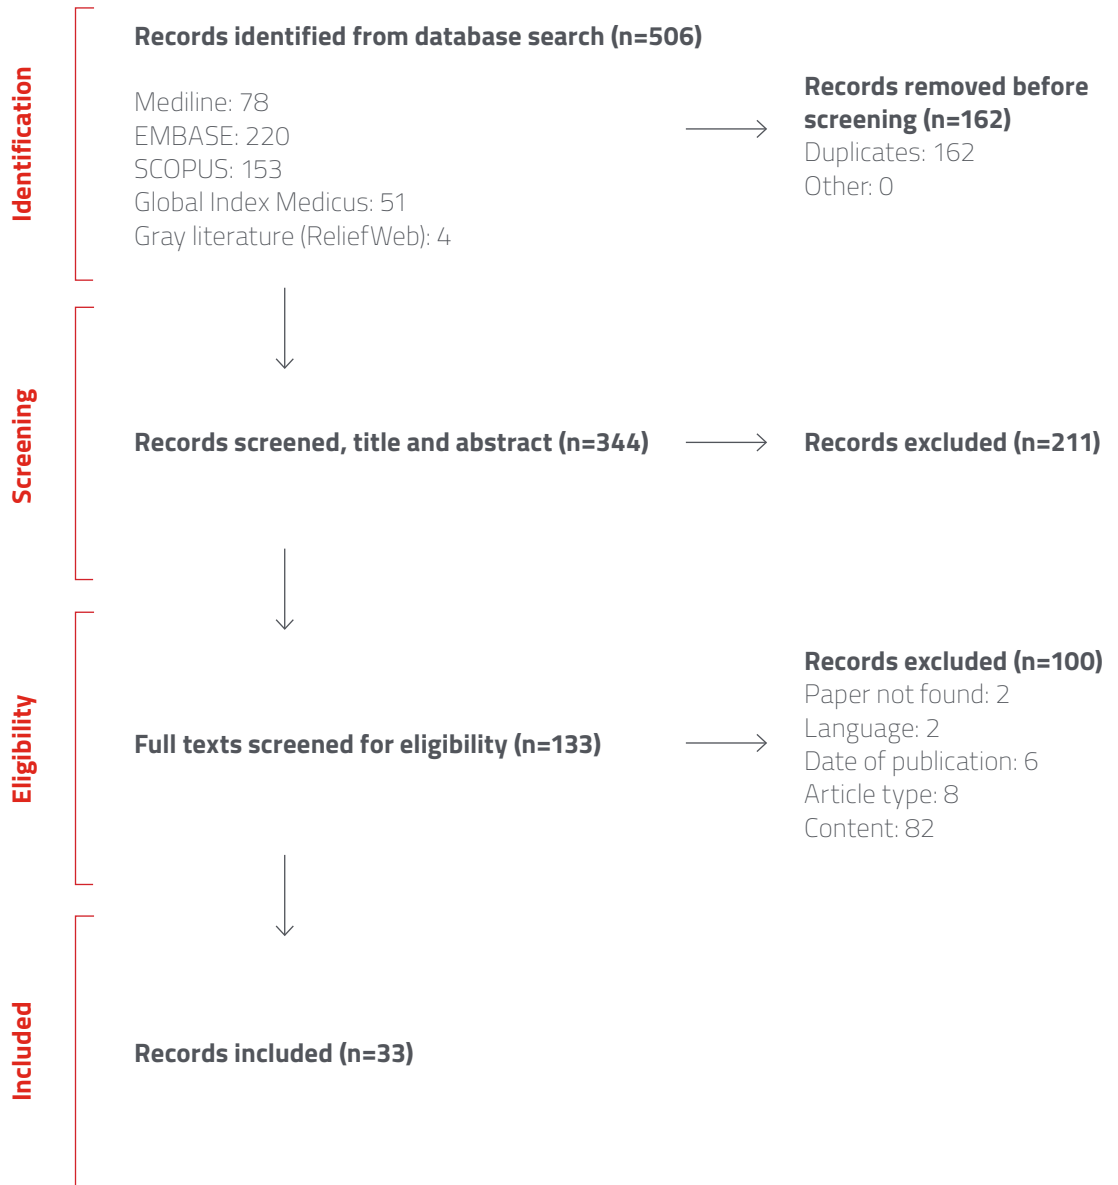 Identification
Records identified from database search (n=506)
Mediline: 78
EMBASE: 220
SCOPUS: 153
Global Index Medicus: 51
Gray literature (ReliefWeb): 4
Records removed before
screening (n=162)
Duplicates: 162
Other: 0
Screening
Records screened, title and abstract (n=344)
Records excluded (n=211)
Eligibility
Full texts screened for eligibility (n=133)
Records excluded (n=100)
Paper not found: 2
Language: 2
Date of publication: 6
Article type: 8
Content: 82
Included
Records included (n=33)